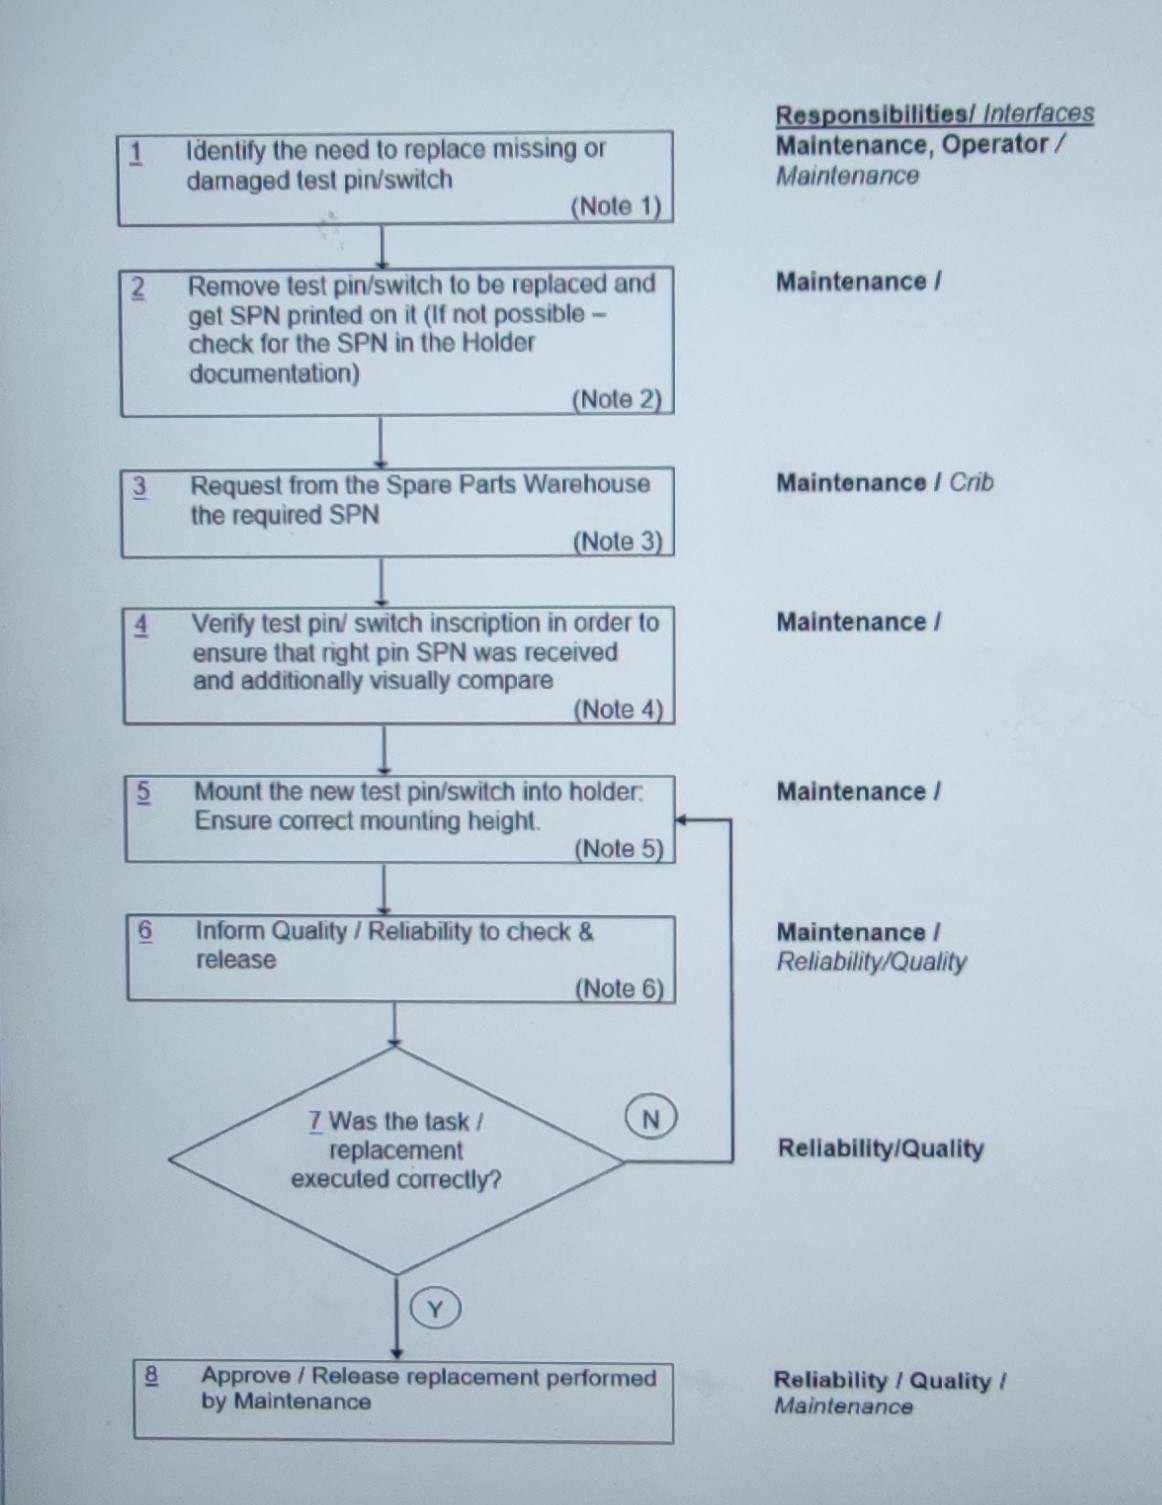 Responsibilities/ Interfaces
1 Identify the need to replace missing or
damaged test pin/switch
(Note 1)
Maintenance, Operator /
Maintenance
2 Remove test pin/switch to be replaced and
get SPN printed on it (If not possible –
check for the SPN in the Holder
documentation)
(Note 2)
Maintenance /
3 Request from the Spare Parts Warehouse
the required SPN
(Note 3)
Maintenance / Crib
4 Verify test pin/ switch inscription in order to
ensure that right pin SPN was received
and additionally visually compare
(Note 4)
Maintenance /
5 Mount the new test pin/switch into holder:
Ensure correct mounting height.
(Note 5)
Maintenance /
6 Inform Quality / Reliability to check &
release
(Note 6)
Maintenance /
Reliability/Quality
7 Was the task /
replacement
executed correctly?
N
Reliability/Quality
Y
8 Approve / Release replacement performed
by Maintenance
Reliability / Quality /
Maintenance